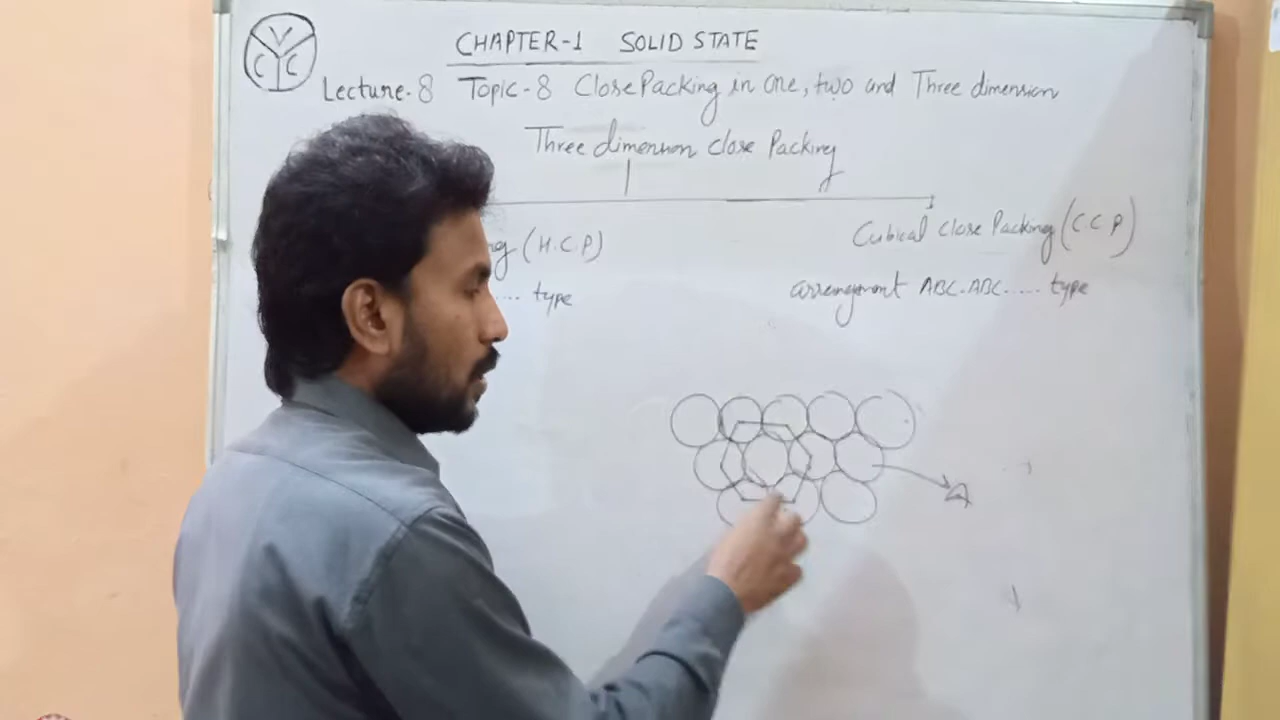 V
C C
CHAPTER-1 SOLID STATE
Lecture.8 Topic-8 Close Packing in one, two and Three dimension
Three dimension close Packing
ng (H.C.P) Cubical Close Packing (C C P)
.... type arrangement ABC.ABC..... type
A